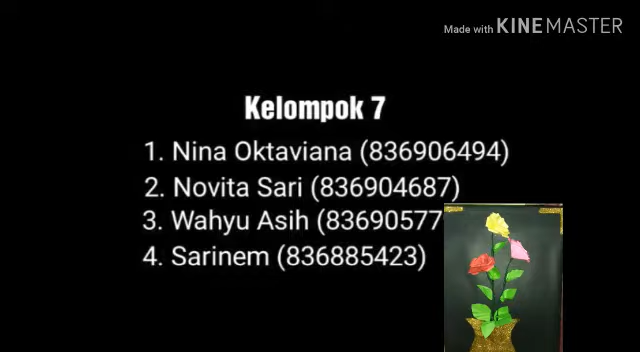 Made with KINEMASTER
Kelompok 7
1. Nina Oktaviana (836906494)
2. Novita Sari (836904687)
3. Wahyu Asih (83690577
4. Sarinem (836885423)